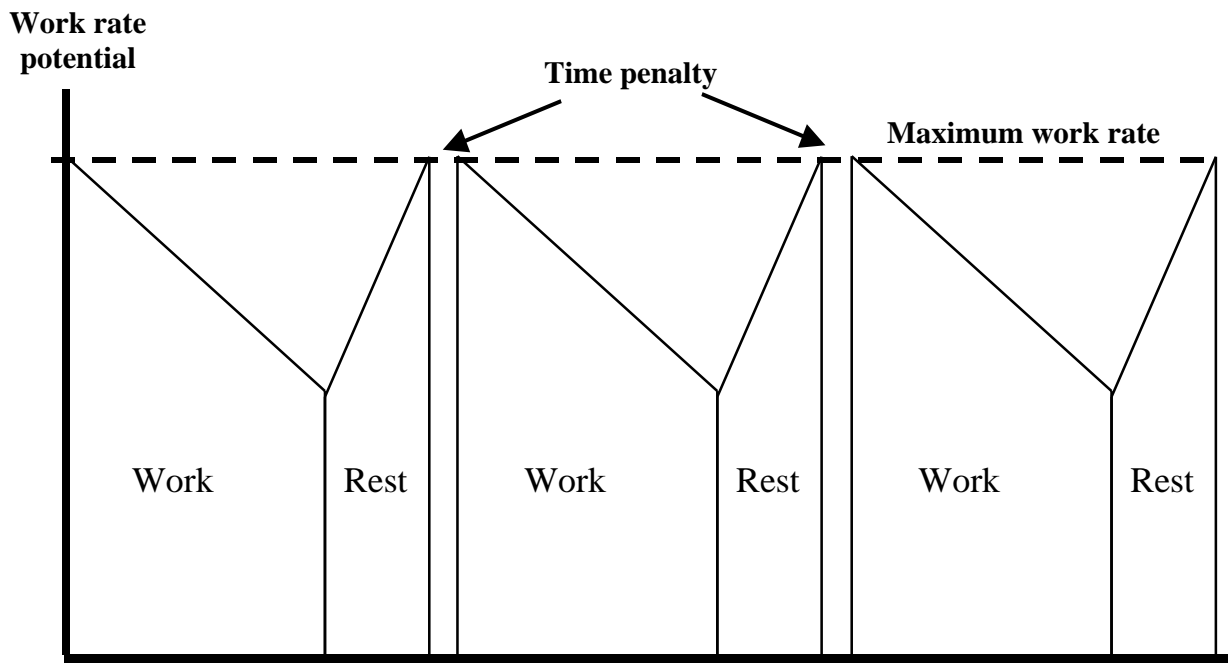 Work rate
potential
Time penalty
Maximum work rate
Work Rest Work Rest Work Rest